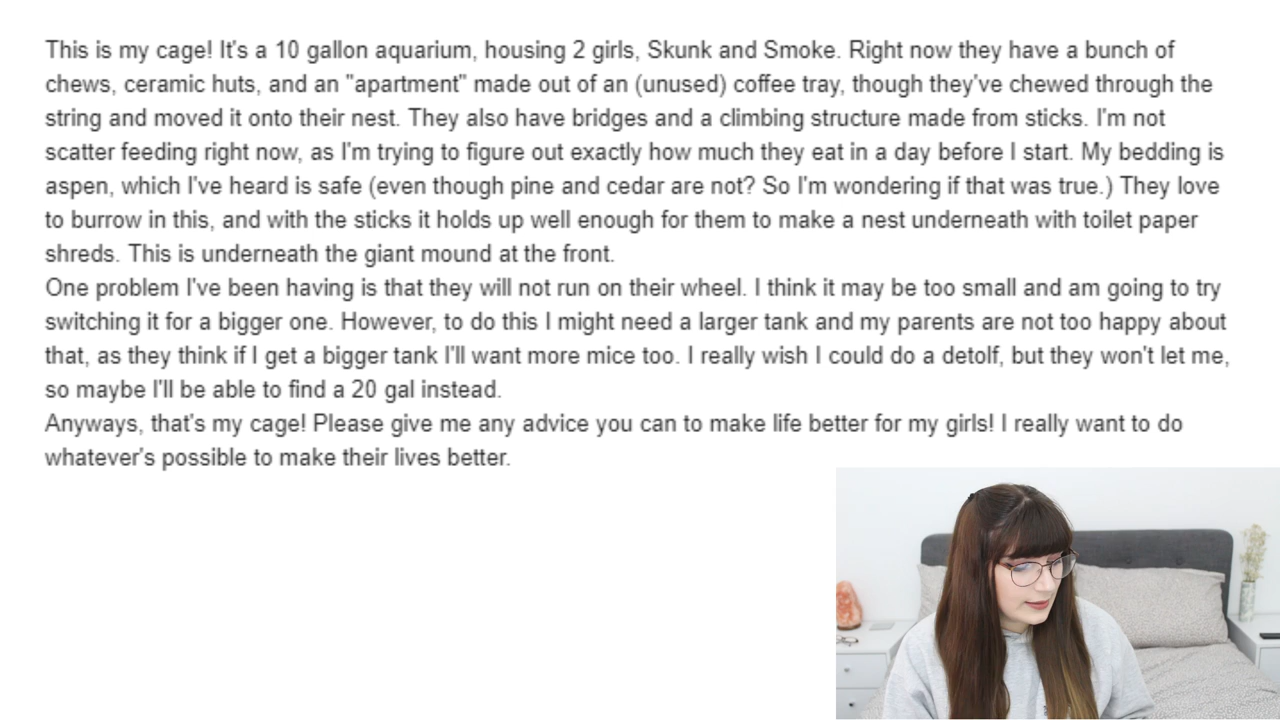 This is my cage! It's a 10 gallon aquarium, housing 2 girls, Skunk and Smoke. Right now they have a bunch of
chews, ceramic huts, and an "apartment" made out of an (unused) coffee tray, though they've chewed through the
string and moved it onto their nest. They also have bridges and a climbing structure made from sticks. I'm not
scatter feeding right now, as I'm trying to figure out exactly how much they eat in a day before I start. My bedding is
aspen, which I've heard is safe (even though pine and cedar are not? So I'm wondering if that was true.) They love
to burrow in this, and with the sticks it holds up well enough for them to make a nest underneath with toilet paper
shreds. This is underneath the giant mound at the front.
One problem I've been having is that they will not run on their wheel. I think it may be too small and am going to try
switching it for a bigger one. However, to do this I might need a larger tank and my parents are not too happy about
that, as they think if I get a bigger tank I'll want more mice too. I really wish I could do a detolf, but they won't let me,
so maybe I'll be able to find a 20 gal instead.
Anyways, that's my cage! Please give me any advice you can to make life better for my girls! I really want to do
whatever's possible to make their lives better.